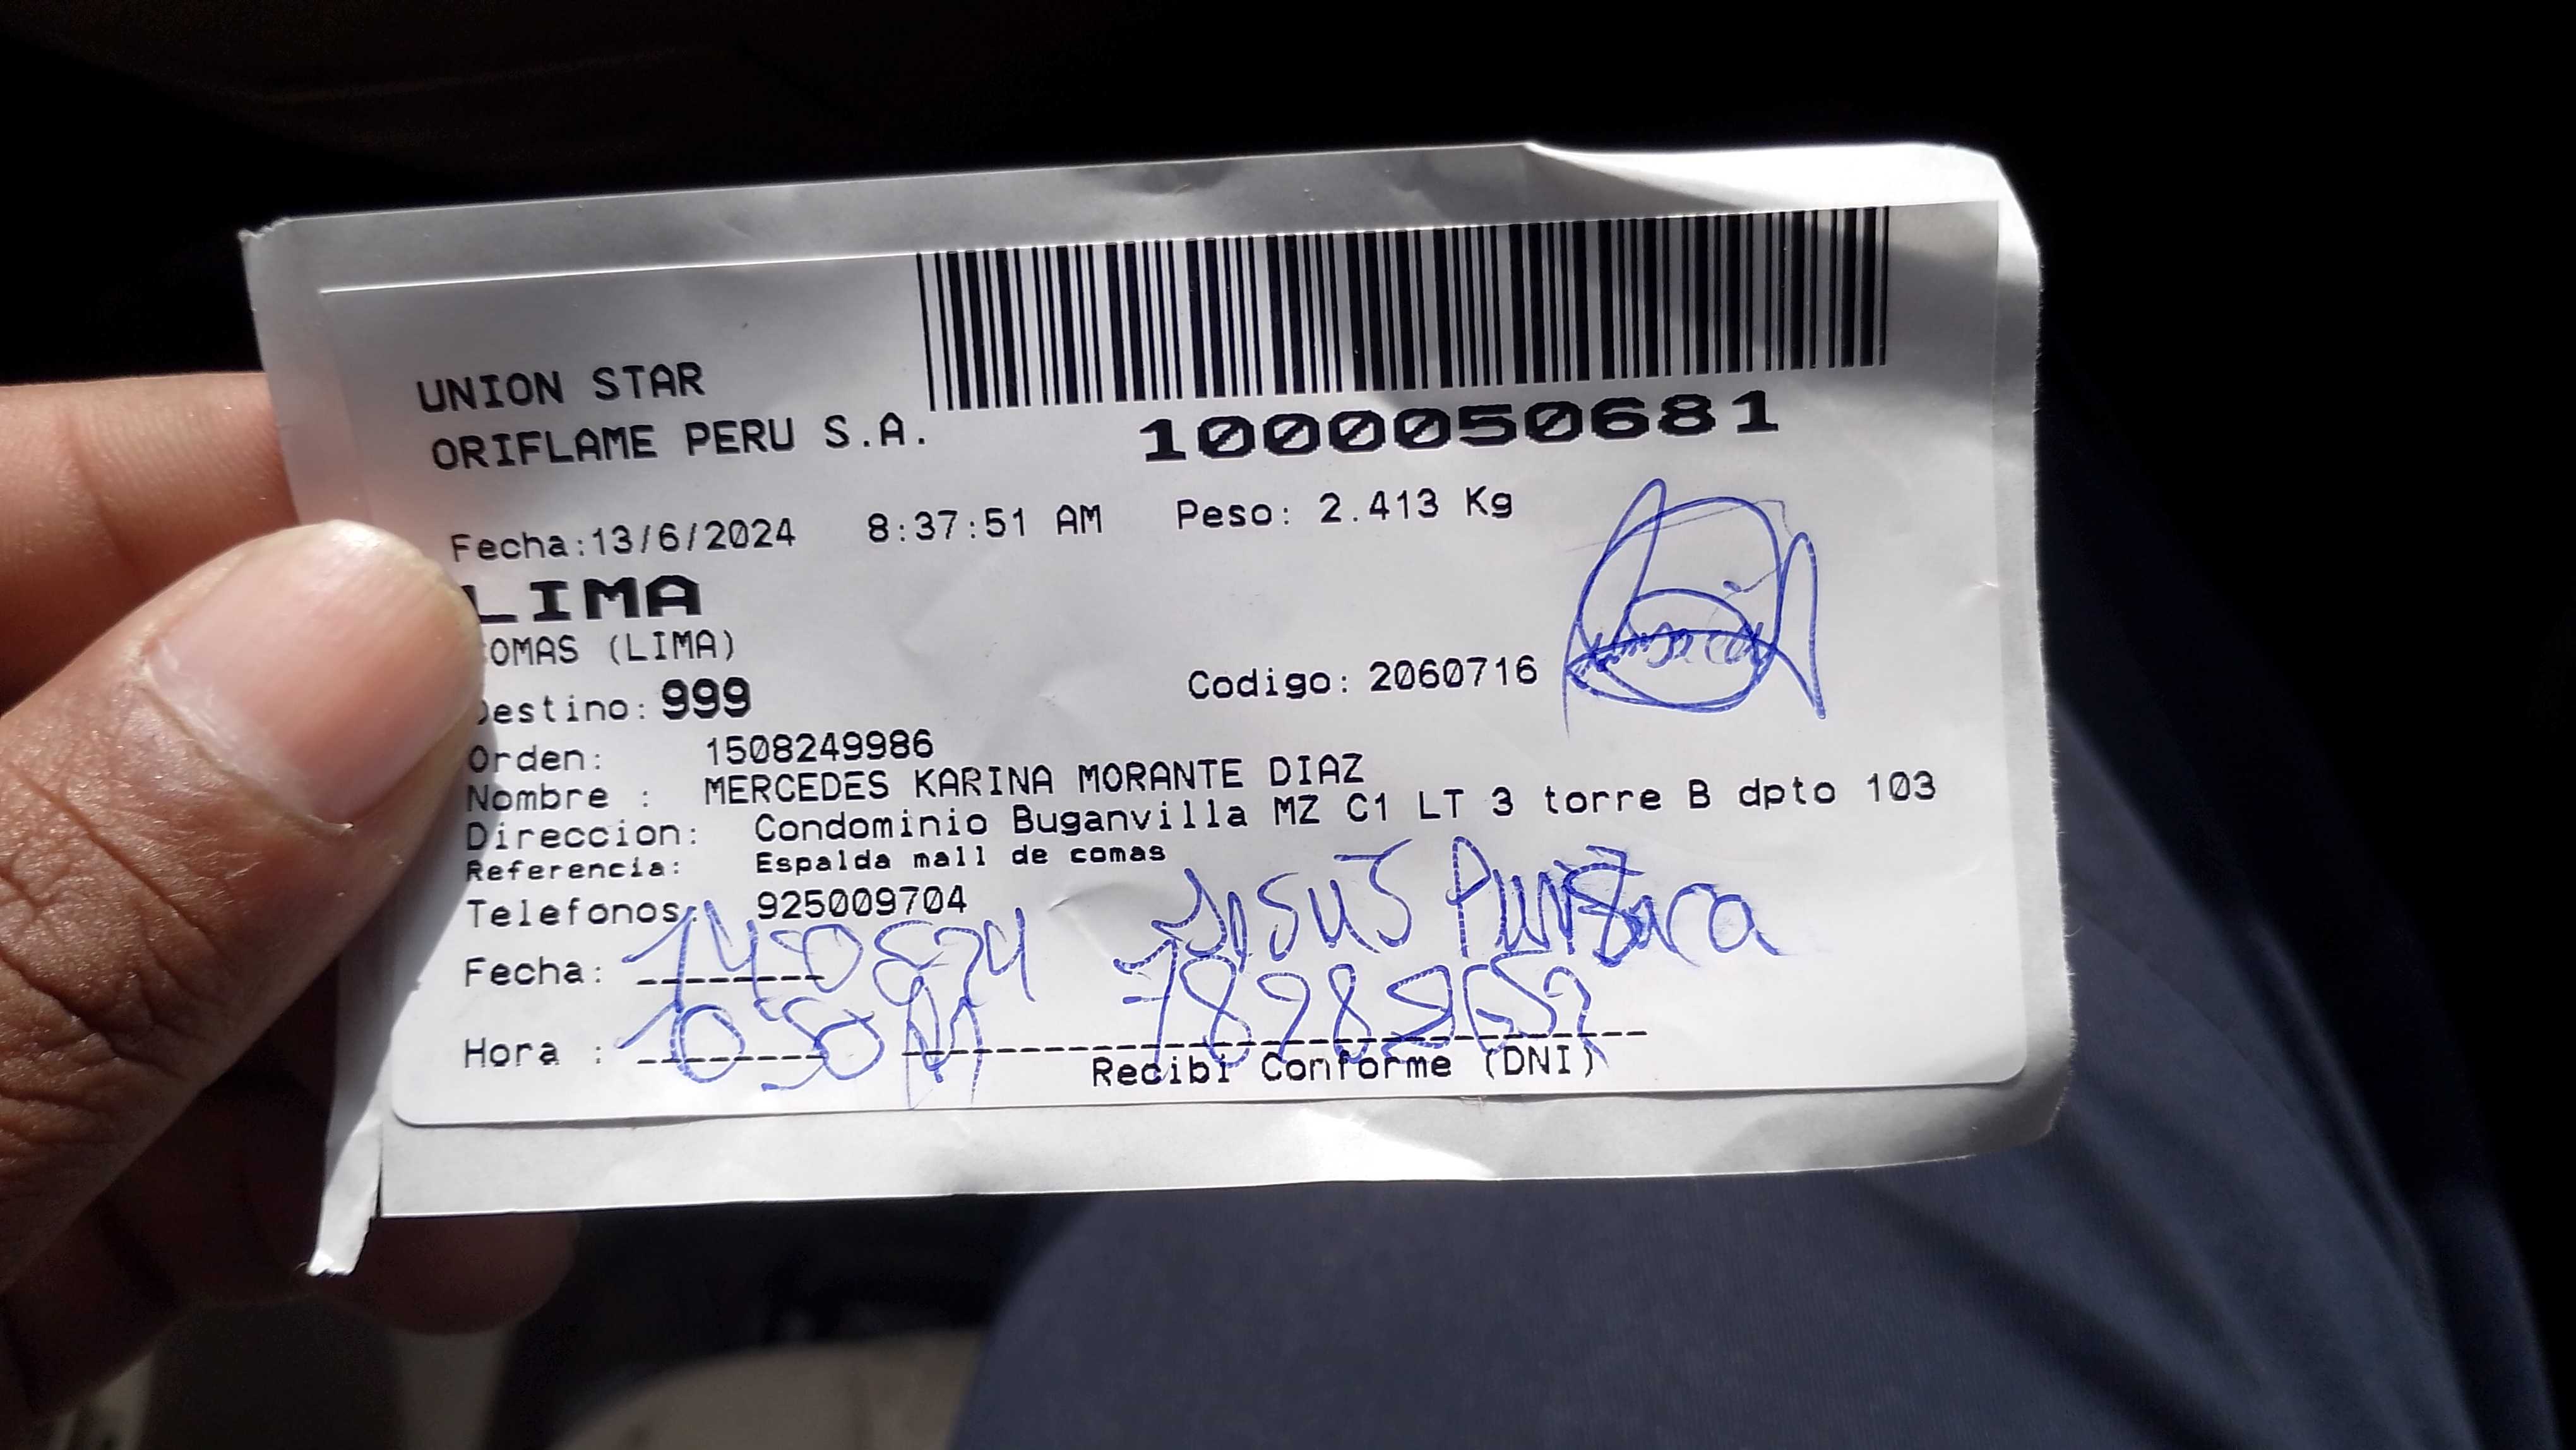 UNION STAR
ORIFLAME PERU S.A.
1000050681
Fecha:13/6/2024 8:37:51 AM Peso: 2.413 Kg
LIMA
OMAS (LIMA)
Destino: 999 Codigo: 2060716
Orden: 1508249986
Nombre : MERCEDES KARINA MORANTE DIAZ
Direccion: Condominio Buganvilla MZ C1 LT 3 torre B dpto 103
Referencia: Espalda mall de comas
Telefonos: 925009704
Jesus
Fecha:
Hora :
Recibi Conforme (DNI)